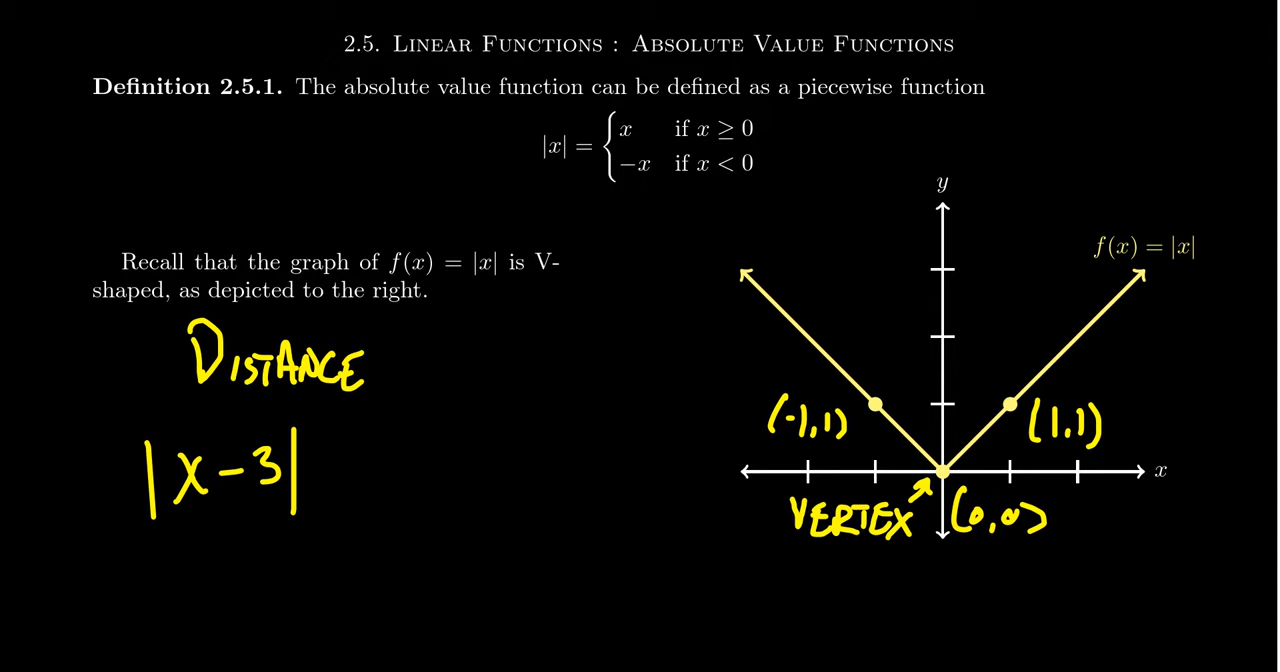 2.5. Linear Functions : Absolute Value Functions
Definition 2.5.1. The absolute value function can be defined as a piecewise function
|x| = { x if x ≥ 0
−x if x < 0
Recall that the graph of f(x) = |x| is V-
shaped, as depicted to the right.
DISTANCE
|x − 3|
y
f(x) = |x|
(-1,1)
(1,1)
x
VERTEX
(0,0)